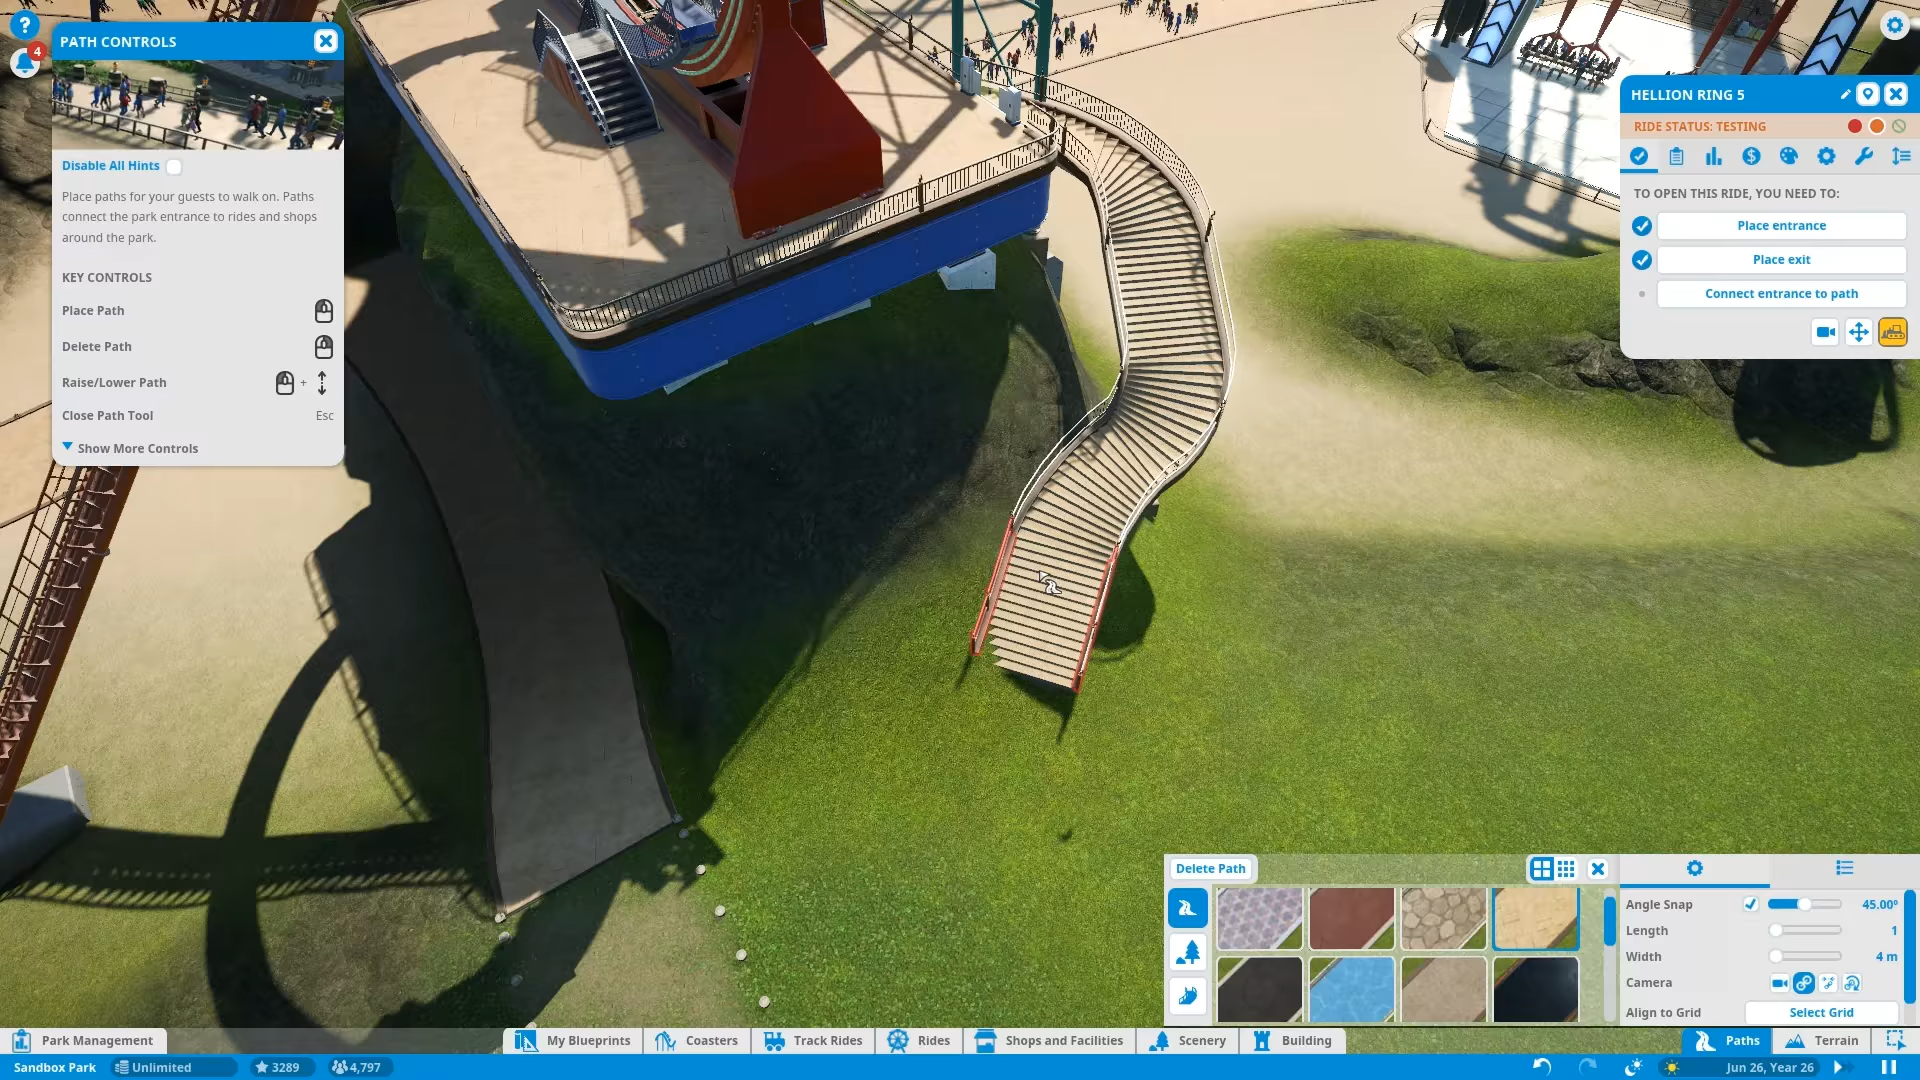 ?
4
PATH CONTROLS
Disable All Hints
Place paths for your guests to walk on. Paths
connect the park entrance to rides and shops
around the park.
KEY CONTROLS
Place Path
Delete Path
Raise/Lower Path +
Close Path Tool Esc
Show More Controls
HELLION RING 5
RIDE STATUS: TESTING
TO OPEN THIS RIDE, YOU NEED TO:
Place entrance
Place exit
Connect entrance to path
Delete Path
Angle Snap 45.00°
Length 1
Width 4 m
Camera
Align to Grid Select Grid
Park Management
My Blueprints
Coasters
Track Rides
Rides
Shops and Facilities
Scenery
Building
Paths
Terrain
Sandbox Park
Unlimited
3289
4,797
Jun 26, Year 26